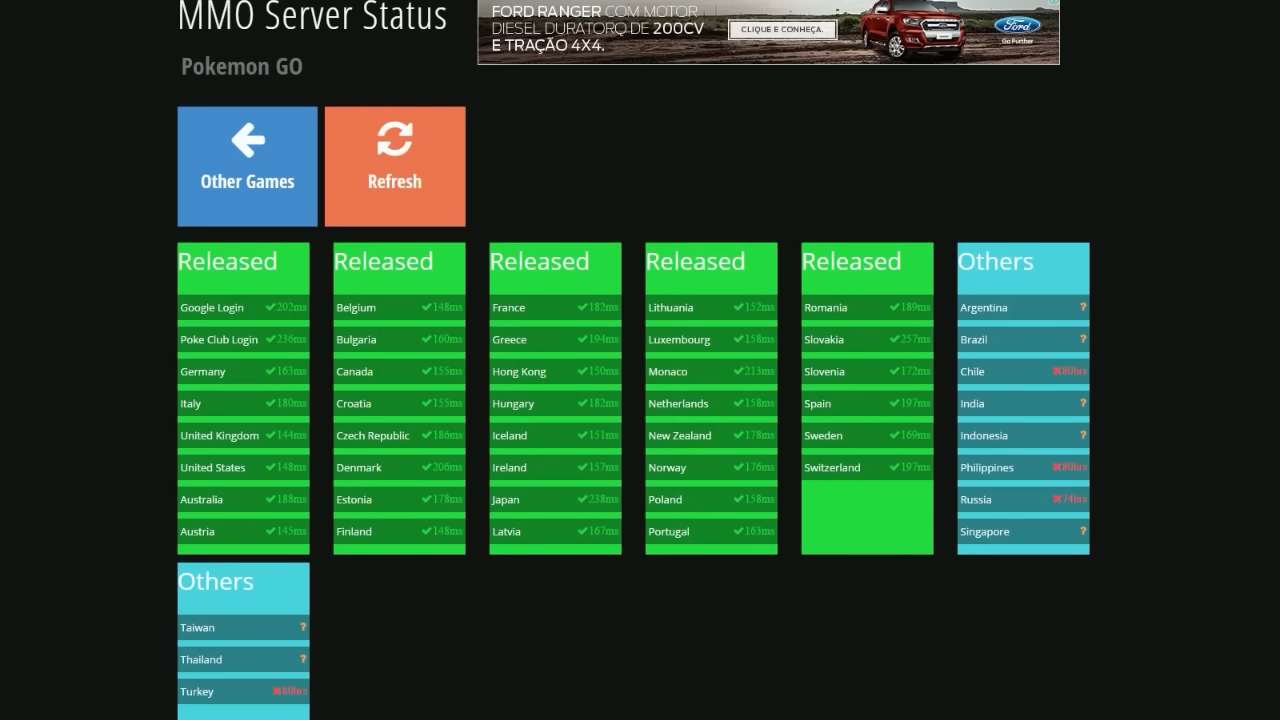 MMO Server Status
FORD RANGER COM MOTOR
DIESEL DURATORQ DE 200CV
E TRAÇÃO 4X4.
CLIQUE E CONHEÇA.
Ford
Go Further
Pokemon GO
Other Games
Refresh
Released
Google Login 202ms
Poke Club Login 236ms
Germany 163ms
Italy 180ms
United Kingdom 144ms
United States 148ms
Australia 188ms
Austria 145ms
Released
Belgium 148ms
Bulgaria 160ms
Canada 155ms
Croatia 155ms
Czech Republic 186ms
Denmark 206ms
Estonia 178ms
Finland 148ms
Released
France 182ms
Greece 194ms
Hong Kong 150ms
Hungary 182ms
Iceland 151ms
Ireland 157ms
Japan 238ms
Latvia 167ms
Released
Lithuania 152ms
Luxembourg 158ms
Monaco 213ms
Netherlands 158ms
New Zealand 178ms
Norway 176ms
Poland 158ms
Portugal 163ms
Released
Romania 189ms
Slovakia 257ms
Slovenia 172ms
Spain 197ms
Sweden 169ms
Switzerland 197ms
Others
Argentina ?
Brazil ?
Chile 80hrs
India ?
Indonesia ?
Philippines 80hrs
Russia 74hrs
Singapore ?
Others
Taiwan ?
Thailand ?
Turkey 80hrs